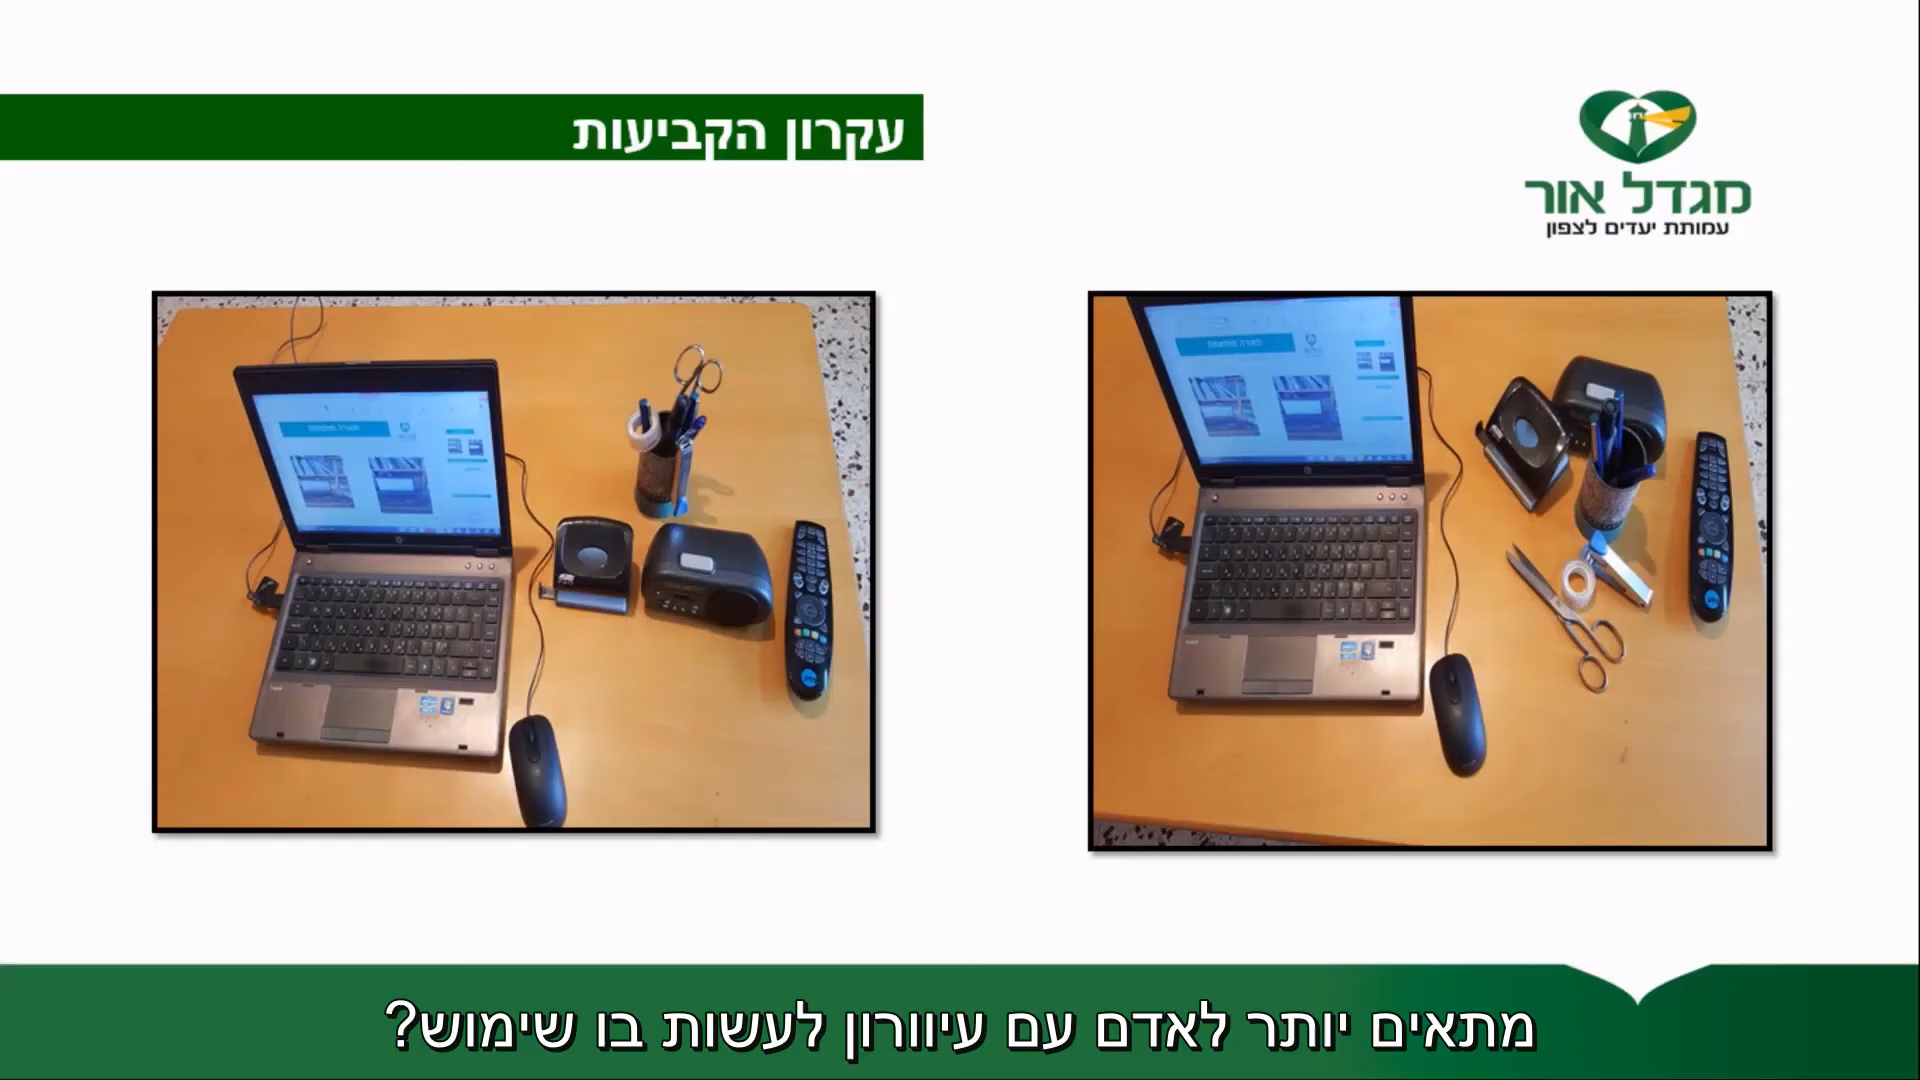 עקרון הקביעות
מגדל אור
עמותת יעדים לצפון
מתאים יותר לאדם עם עיוורון לעשות בו שימוש?